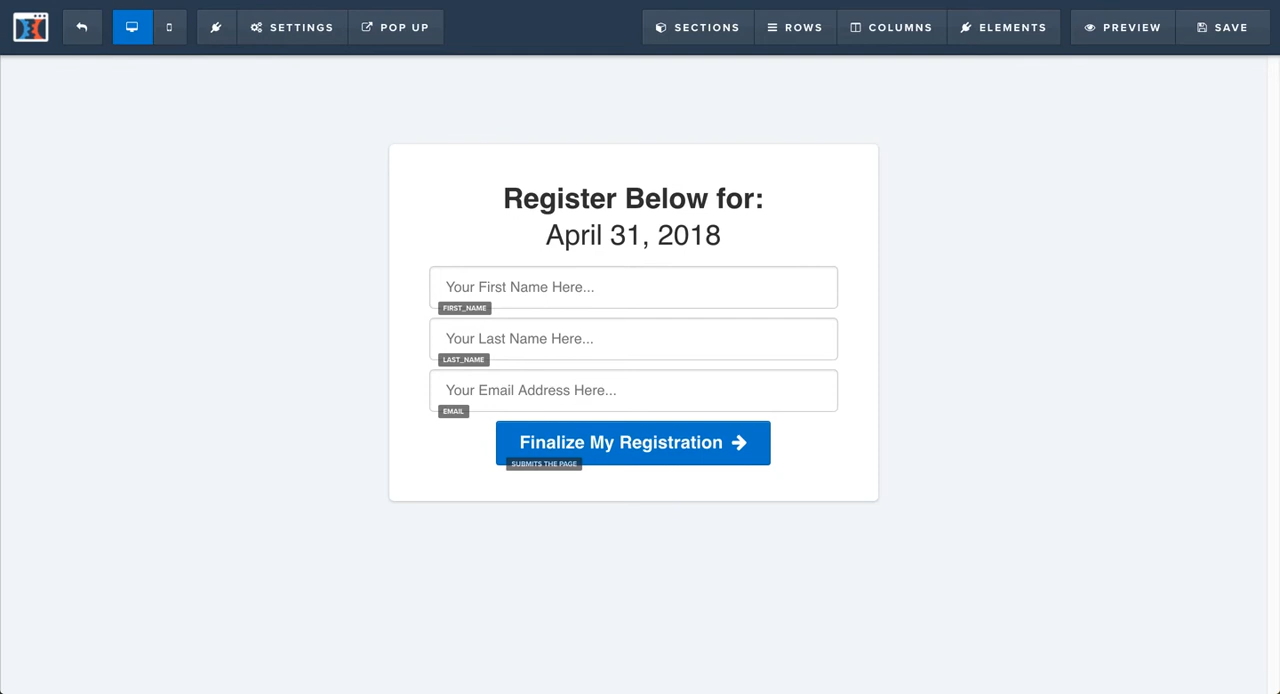 SETTINGS
POP UP
SECTIONS
ROWS
COLUMNS
ELEMENTS
PREVIEW
SAVE
Register Below for:
April 31, 2018
Your First Name Here...
FIRST_NAME
Your Last Name Here...
LAST_NAME
Your Email Address Here...
EMAIL
Finalize My Registration
SUBMITS THE PAGE